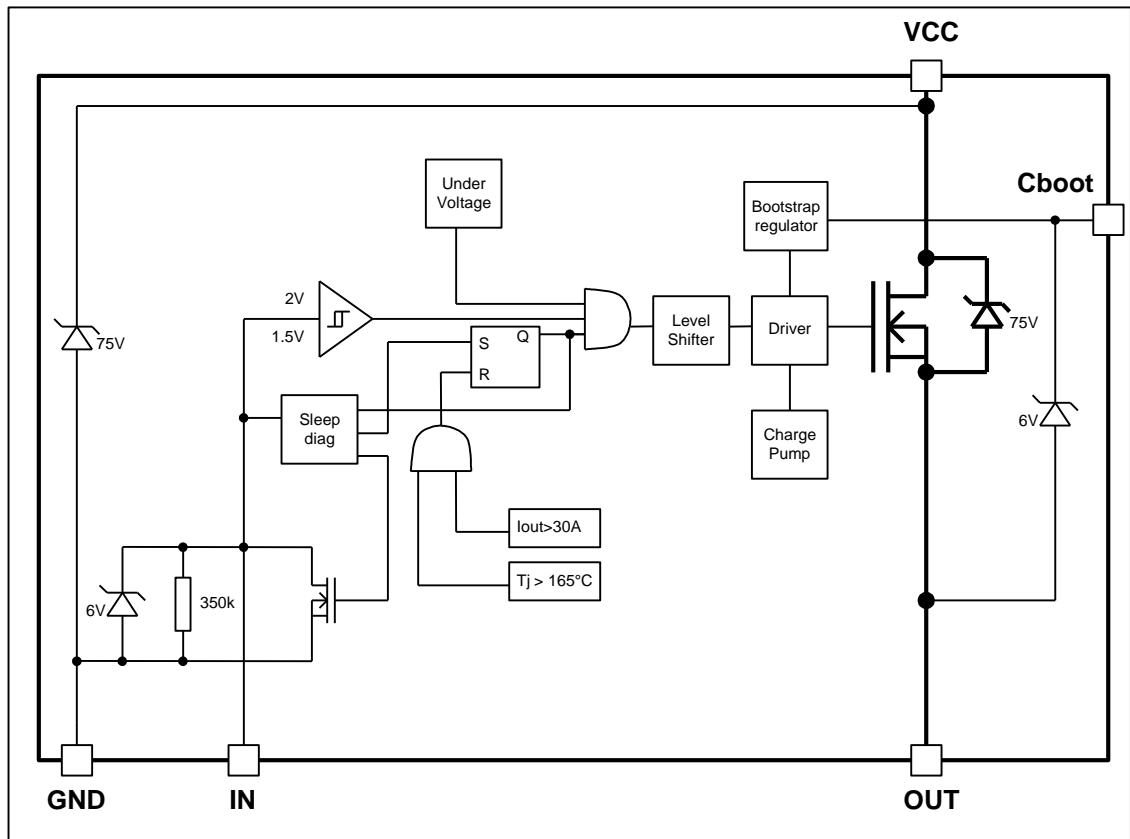 VCC
Cboot
Under
Voltage
Bootstrap
regulator
2V
1.5V
75V
S
Q
R
Level
Shifter
Driver
75V
Sleep
diag
Charge
Pump
6V
Iout>30A
Tj > 165°C
6V
350k
GND
IN
OUT